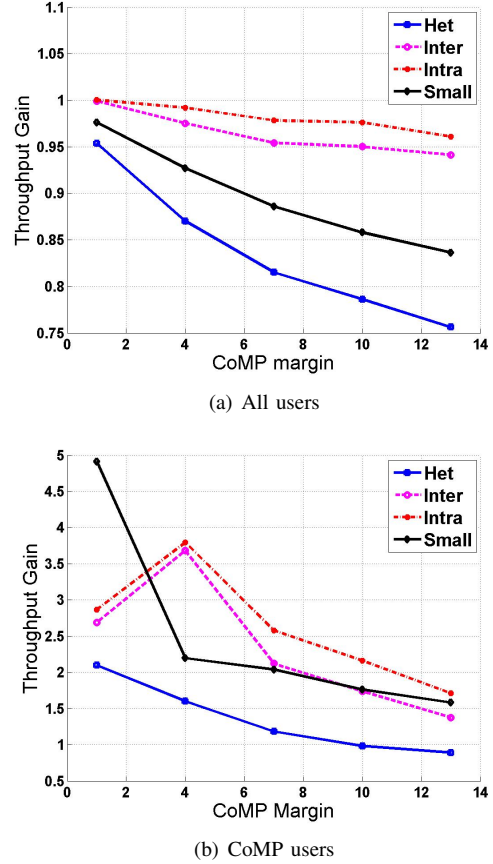 1.1
1.05
1
0.95
0.9
0.85
0.8
0.75
Throughput Gain
Het
Inter
Intra
Small
0 2 4 6 8 10 12 14
CoMP margin
(a) All users
5
4.5
4
3.5
3
2.5
2
1.5
1
0.5
Throughput Gain
Het
Inter
Intra
Small
0 2 4 6 8 10 12 14
CoMP Margin
(b) CoMP users